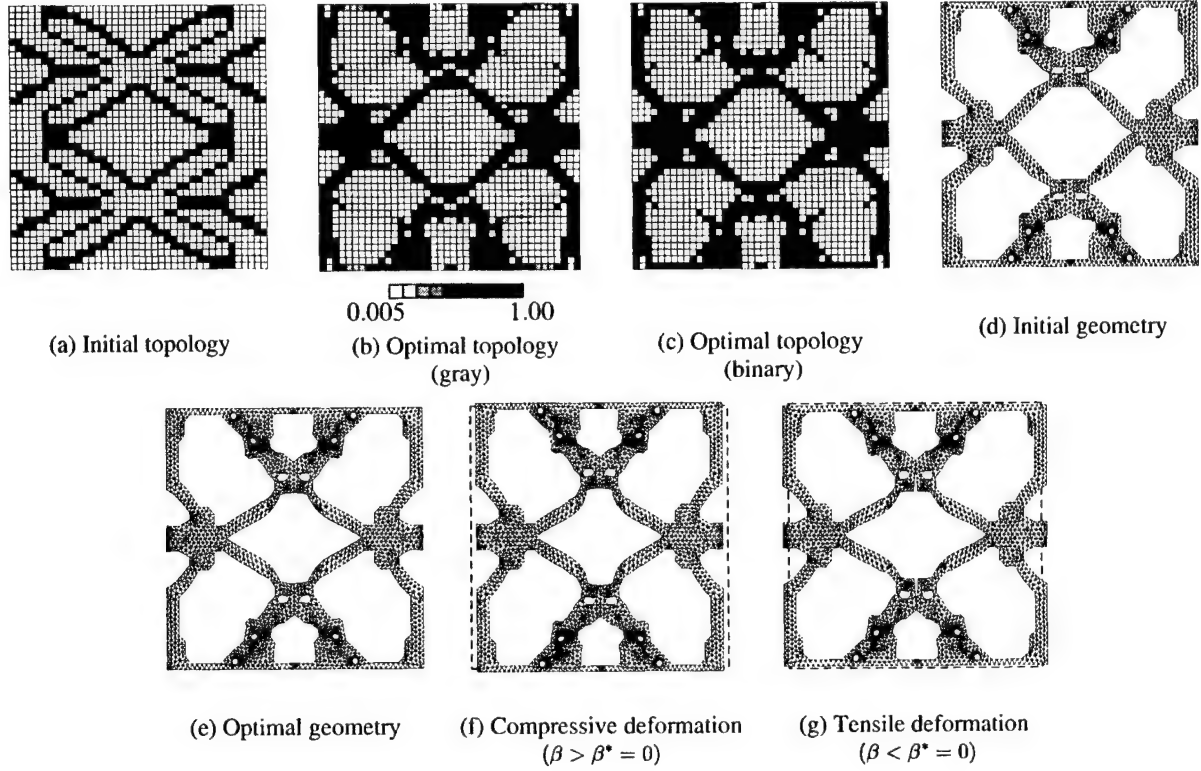 0.005 1.00
(a) Initial topology
(b) Optimal topology
(gray)
(c) Optimal topology
(binary)
(d) Initial geometry
(e) Optimal geometry
(f) Compressive deformation
(β > β* = 0)
(g) Tensile deformation
(β < β* = 0)